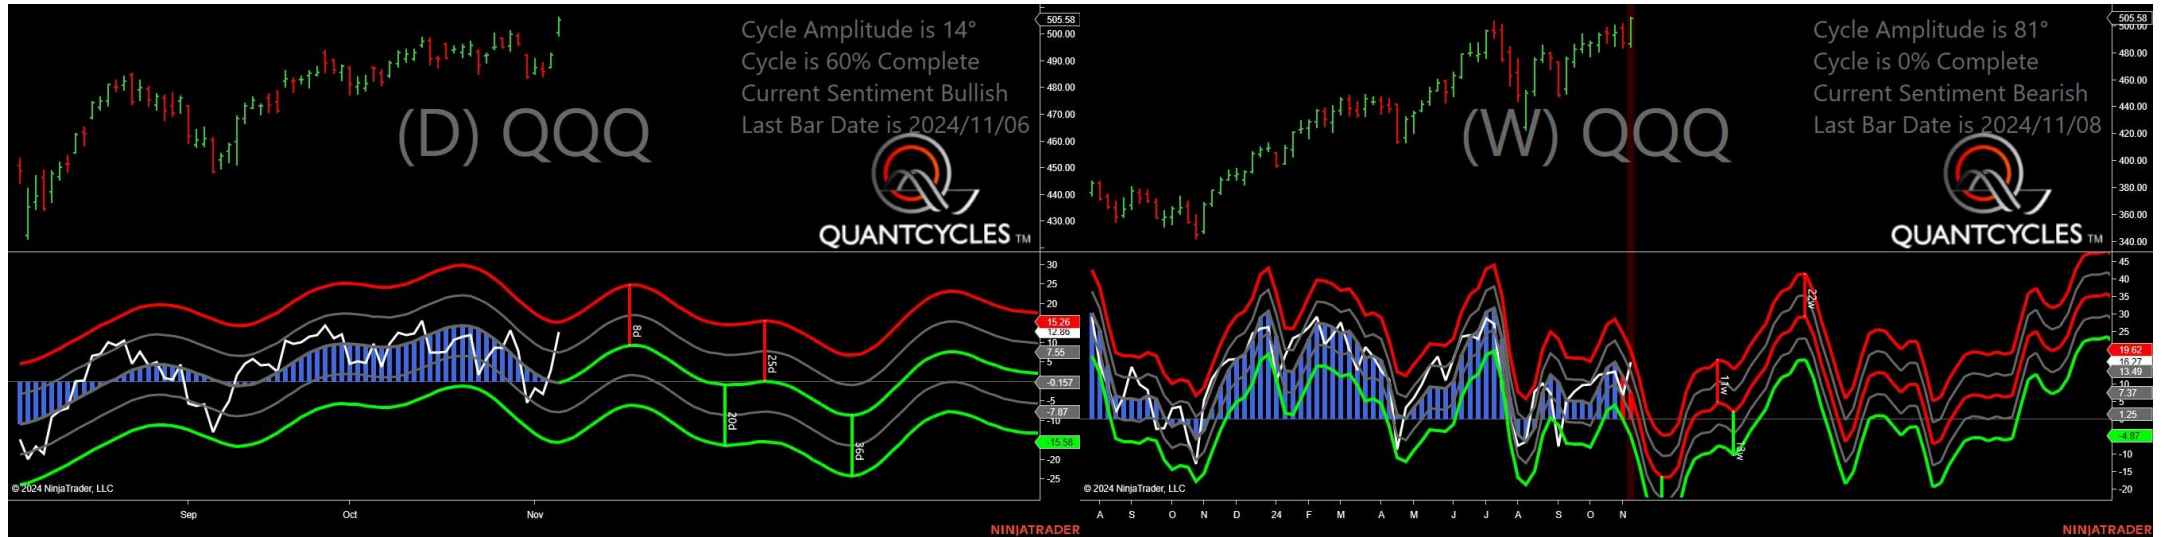 Cycle Amplitude is 14°
Cycle is 60% Complete
Current Sentiment Bullish
Last Bar Date is 2024/11/06
(D) QQQ
QUANTCYCLES TM
505.58
500.00
490.00
480.00
470.00
460.00
450.00
440.00
430.00
30
25
20
15.26
12.86
10
7.55
5
-0.157
-5
-7.87
-10
-15.58
-20
-25
8d
25d
20d
36d
© 2024 NinjaTrader, LLC
Sep Oct Nov
NINJATRADER
Cycle Amplitude is 81°
Cycle is 0% Complete
Current Sentiment Bearish
Last Bar Date is 2024/11/08
(W) QQQ
QUANTCYCLES TM
505.58
500.00
480.00
460.00
440.00
420.00
400.00
380.00
360.00
340.00
45
40
35
30
25
19.62
16.27
13.49
10
7.37
5
1.25
-4.87
-10
-15
-20
11w
13w
22w
© 2024 NinjaTrader, LLC
A S O N D 24 F M A M J J A S O N
NINJATRADER